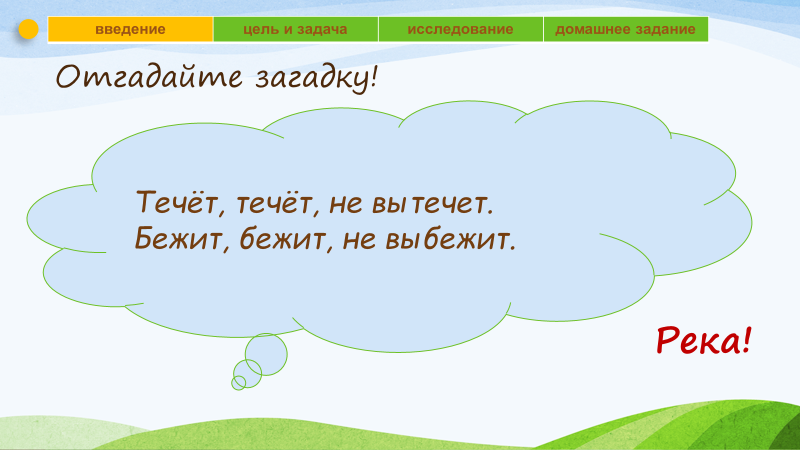 введение
цель и задача
исследование
домашнее задание
Отгадайте загадку!
Течёт, течёт, не вытечет.
Бежит, бежит, не выбежит.
Река!